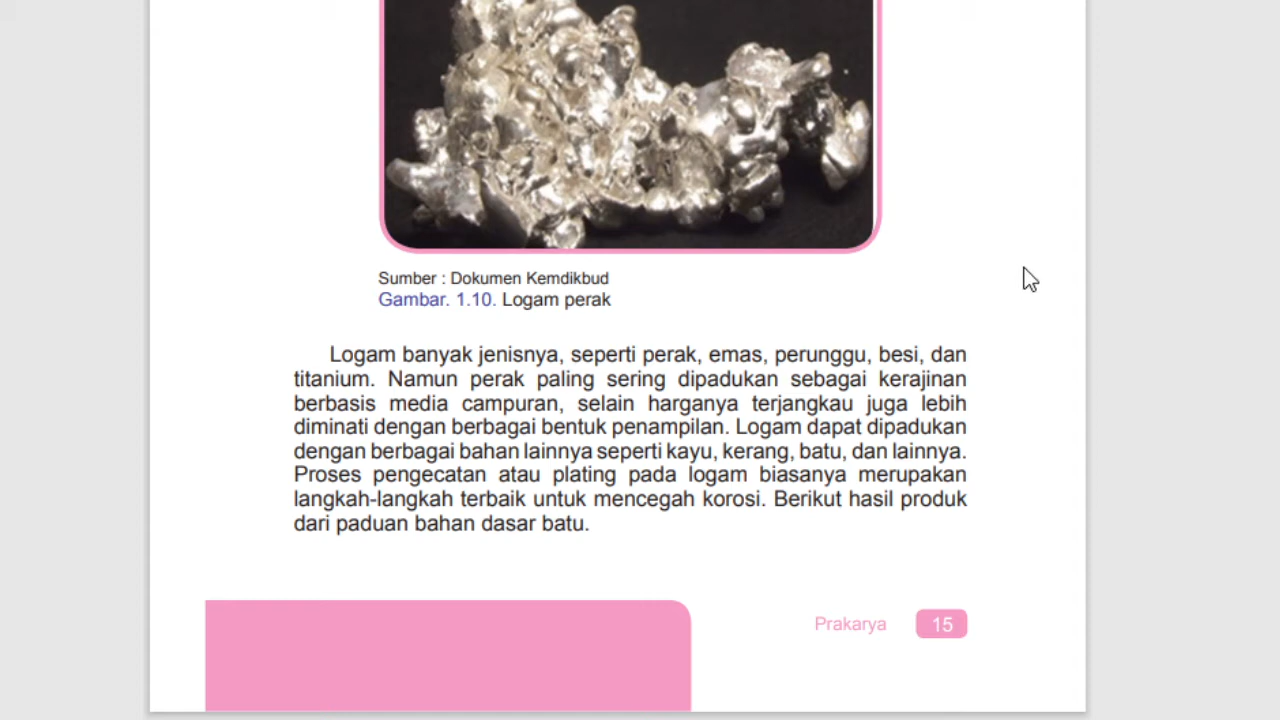 Sumber : Dokumen Kemdikbud
Gambar. 1.10. Logam perak
Logam banyak jenisnya, seperti perak, emas, perunggu, besi, dan
titanium. Namun perak paling sering dipadukan sebagai kerajinan
berbasis media campuran, selain harganya terjangkau juga lebih
diminati dengan berbagai bentuk penampilan. Logam dapat dipadukan
dengan berbagai bahan lainnya seperti kayu, kerang, batu, dan lainnya.
Proses pengecatan atau plating pada logam biasanya merupakan
langkah-langkah terbaik untuk mencegah korosi. Berikut hasil produk
dari paduan bahan dasar batu.
Prakarya 15